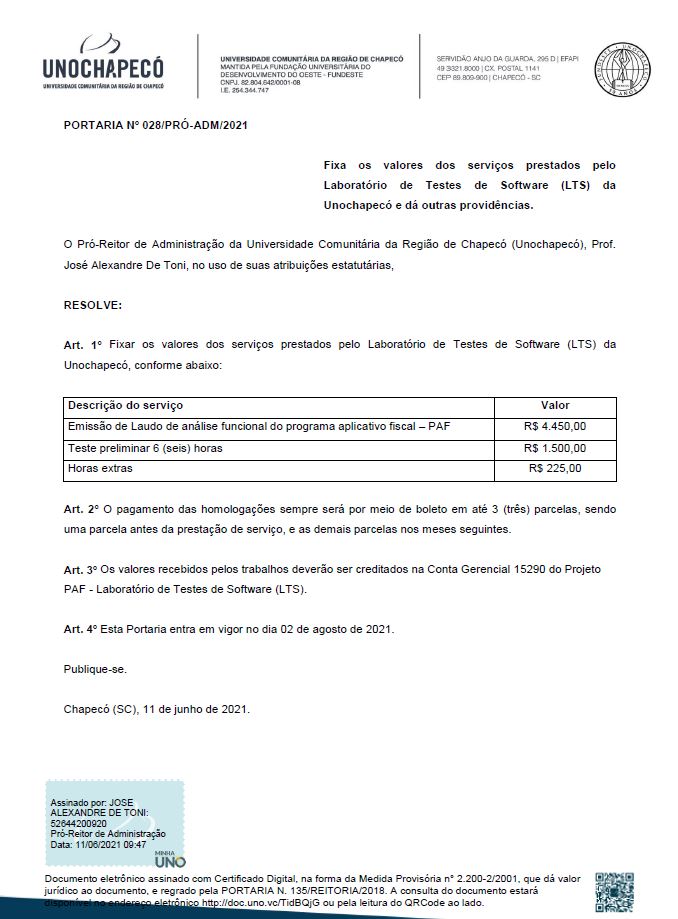 UNOCHAPECÓ
UNIVERSIDADE COMUNITÁRIA DA REGIÃO DE CHAPECÓ
UNIVERSIDADE COMUNITÁRIA DA REGIÃO DE CHAPECÓ
MANTIDA PELA FUNDAÇÃO UNIVERSITÁRIA DO
DESENVOLVIMENTO DO OESTE - FUNDESTE
CNPJ. 82.804.642/0001-08
I.E. 254.344.747
SERVIDÃO ANJO DA GUARDA, 295 D | EFAPI
49 3321.8000 | CX. POSTAL 1141
CEP 89.809-900 | CHAPECÓ - SC
PORTARIA Nº 028/PRÓ-ADM/2021
Fixa os valores dos serviços prestados pelo
Laboratório de Testes de Software (LTS) da
Unochapecó e dá outras providências.
O Pró-Reitor de Administração da Universidade Comunitária da Região de Chapecó (Unochapecó), Prof.
José Alexandre De Toni, no uso de suas atribuições estatutárias,
RESOLVE:
Art. 1º Fixar os valores dos serviços prestados pelo Laboratório de Testes de Software (LTS) da
Unochapecó, conforme abaixo:
Descrição do serviço Valor
Emissão de Laudo de análise funcional do programa aplicativo fiscal – PAF R$ 4.450,00
Teste preliminar 6 (seis) horas R$ 1.500,00
Horas extras R$ 225,00
Art. 2º O pagamento das homologações sempre será por meio de boleto em até 3 (três) parcelas, sendo
uma parcela antes da prestação de serviço, e as demais parcelas nos meses seguintes.
Art. 3º Os valores recebidos pelos trabalhos deverão ser creditados na Conta Gerencial 15290 do Projeto
PAF - Laboratório de Testes de Software (LTS).
Art. 4º Esta Portaria entra em vigor no dia 02 de agosto de 2021.
Publique-se.
Chapecó (SC), 11 de junho de 2021.
Assinado por: JOSE
ALEXANDRE DE TONI:
52644200920
Pró-Reitor de Administração
Data: 11/06/2021 09:47
MINHA
UNO
Documento eletrônico assinado com Certificado Digital, na forma da Medida Provisória n° 2.200-2/2001, que dá valor
jurídico ao documento, e regrado pela PORTARIA N. 135/REITORIA/2018. A consulta do documento estará
disponível no endereço eletrônico http://doc.uno.vc/TidBQjG ou pela leitura do QRCode ao lado.